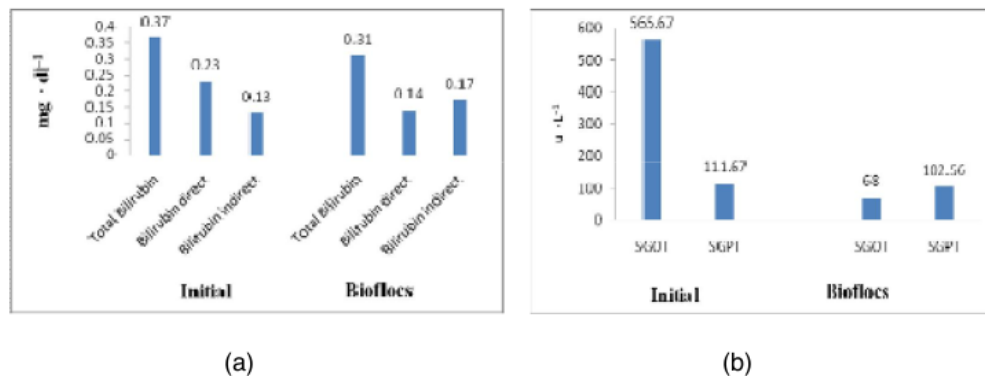 mg · dl⁻¹
0.4
0.35
0.3
0.25
0.2
0.15
0.1
0.05
0
0.37
0.23
0.13
0.31
0.14
0.17
Total Bilirubin
Bilirubin direct
Bilirubin indirect
Total Bilirubin
Bilirubin direct
Bilirubin indirect
Initial
Bioflocs
(a)
u · L⁻¹
600
500
400
300
200
100
0
565.67
111.67
68
102.56
SGOT
SGPT
SGOT
SGPT
Initial
Bioflocs
(b)